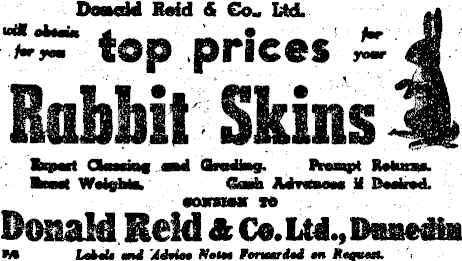 Donald Reid & Co., Ltd.
will obtain for you top prices for your
Rabbit Skins
Expert Classing and Grading. Prompt Returns.
Exact Weights. Cash Advances if Desired.
CONSIGN TO
Donald Reid & Co. Ltd., Dunedin
Labels and Advice Notes Forwarded on Request.